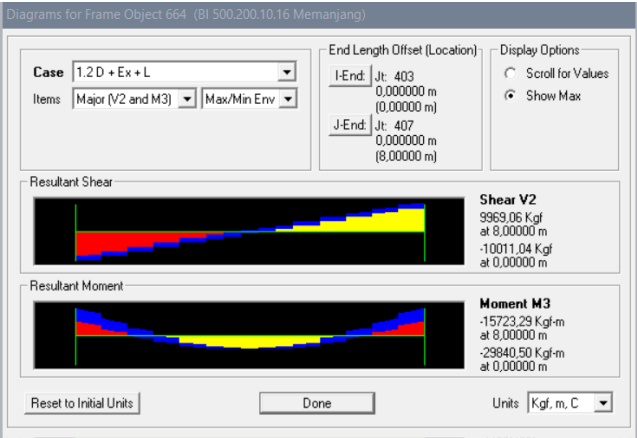 Diagrams for Frame Object 664 (BI 500.200.10.16 Memanjang)
End Length Offset (Location)
Display Options
Case 1.2 D + Ex + L
I-End: Jt: 403
0,000000 m
(0,00000 m)
Scroll for Values
Items Major (V2 and M3) Max/Min Env
Show Max
J-End: Jt: 407
0,000000 m
(8,00000 m)
Resultant Shear
Shear V2
9969,06 Kgf
at 8,00000 m
-10011,04 Kgf
at 0,00000 m
Resultant Moment
Moment M3
-15723,29 Kgf-m
at 8,00000 m
-29840,50 Kgf-m
at 0,00000 m
Reset to Initial Units
Done
Units Kgf, m, C